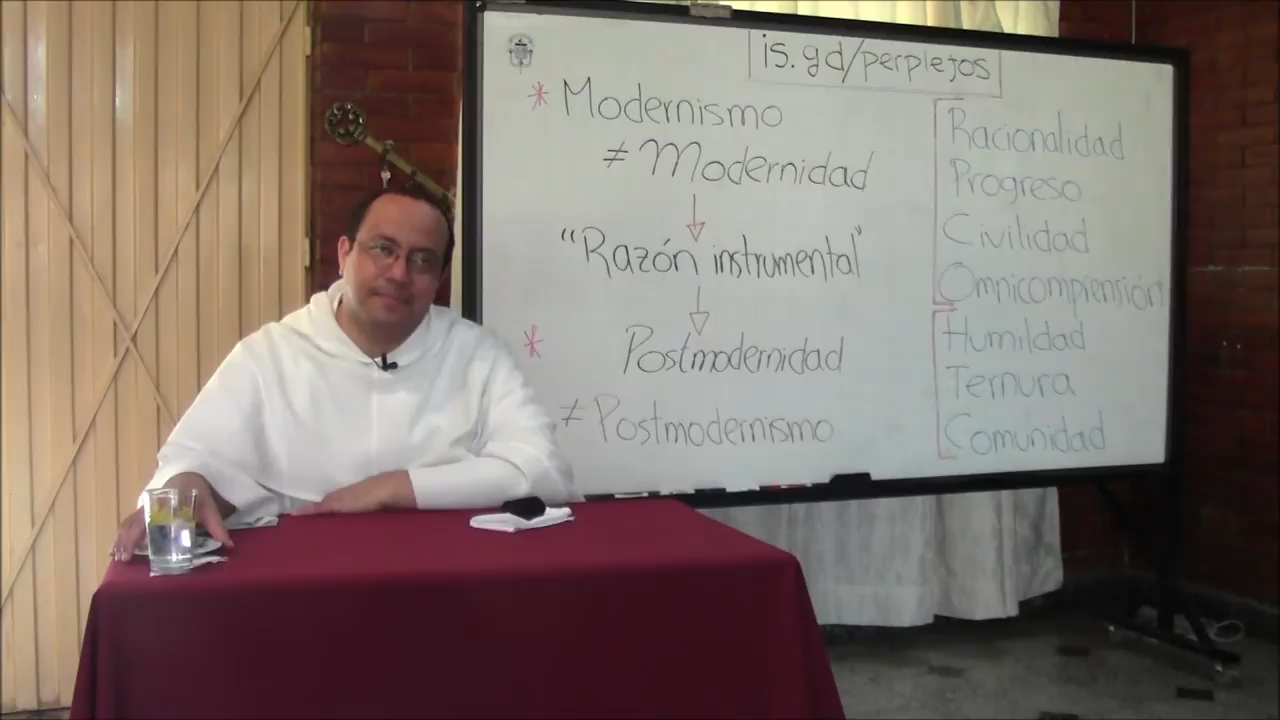 is.gd/perplejos
* Modernismo
≠ Modernidad
"Razón instrumental"
* Postmodernidad
≠ Postmodernismo
Racionalidad
Progreso
Civilidad
Omnicomprensión
Humildad
Ternura
Comunidad